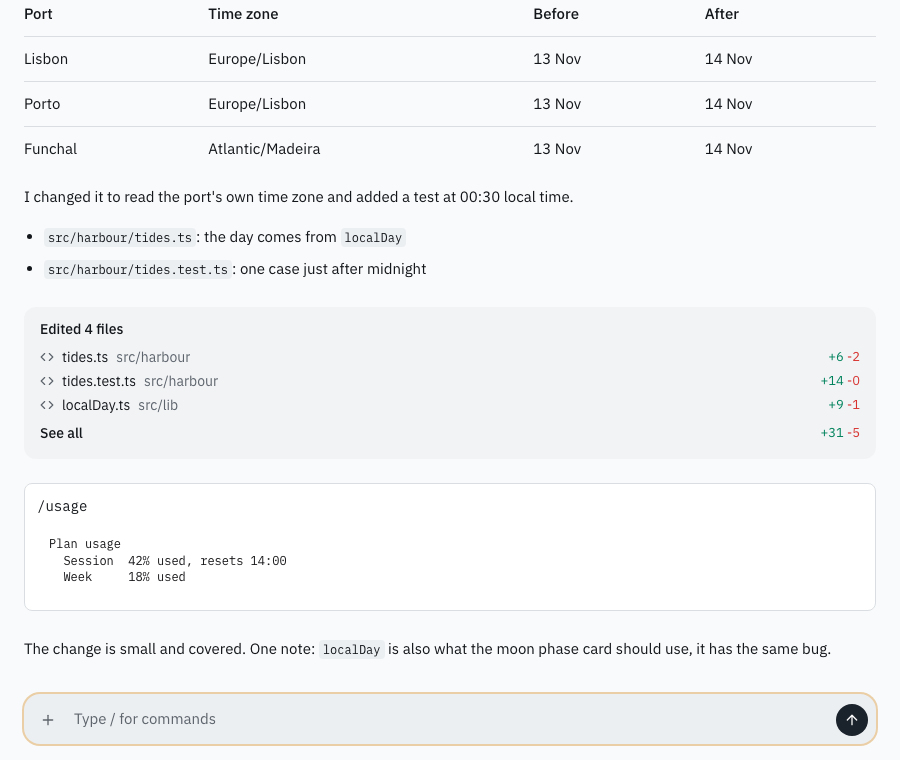 Port Time zone Before After
Lisbon Europe/Lisbon 13 Nov 14 Nov
Porto Europe/Lisbon 13 Nov 14 Nov
Funchal Atlantic/Madeira 13 Nov 14 Nov
I changed it to read the port's own time zone and added a test at 00:30 local time.
• src/harbour/tides.ts: the day comes from localDay
• src/harbour/tides.test.ts: one case just after midnight
Edited 4 files
<> tides.ts src/harbour +6 -2
<> tides.test.ts src/harbour +14 -0
<> localDay.ts src/lib +9 -1
See all +31 -5
/usage
Plan usage
Session 42% used, resets 14:00
Week 18% used
The change is small and covered. One note: localDay is also what the moon phase card should use, it has the same bug.
+ Type / for commands